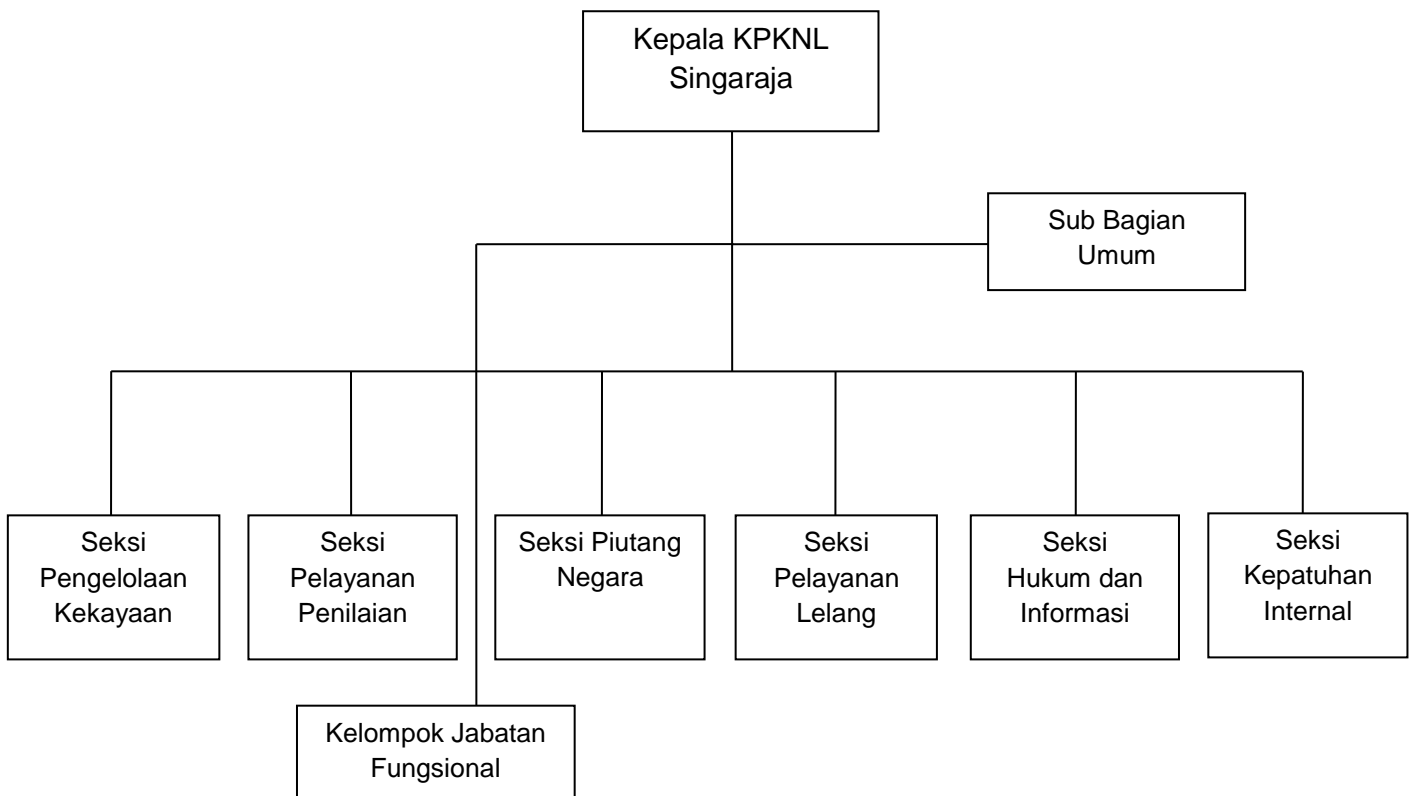 Kepala KPKNL
Singaraja
Sub Bagian
Umum
Seksi
Pengelolaan
Kekayaan
Seksi
Pelayanan
Penilaian
Seksi Piutang
Negara
Seksi
Pelayanan
Lelang
Seksi
Hukum dan
Informasi
Seksi
Kepatuhan
Internal
Kelompok Jabatan
Fungsional